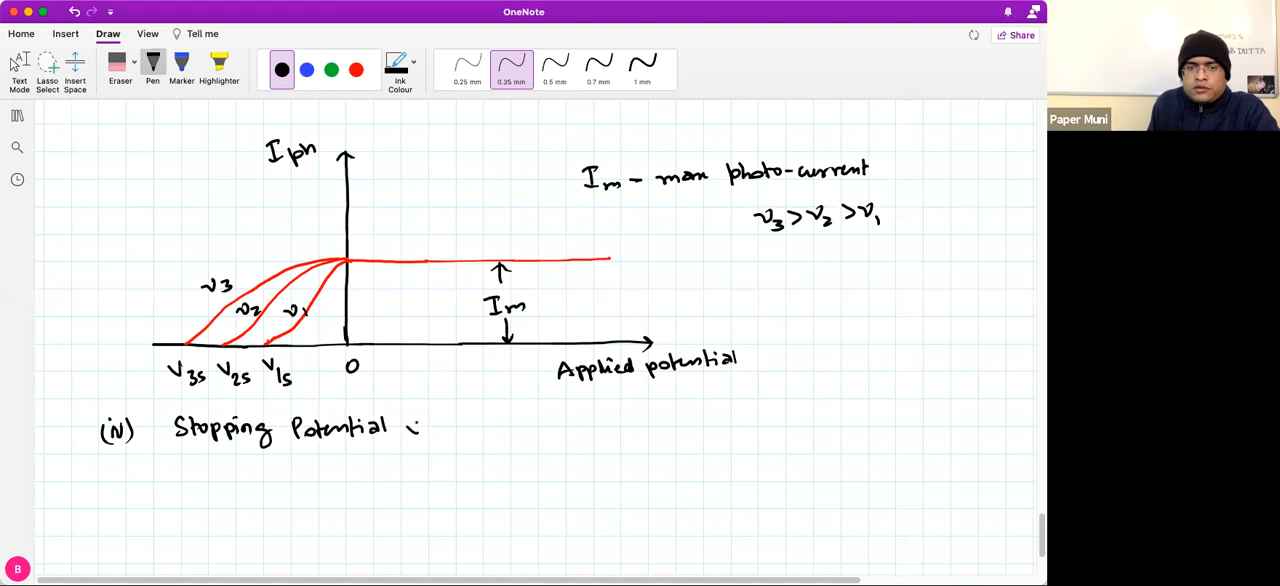 OneNote
Home Insert Draw View Tell me
Share
Text Mode
Lasso Select
Insert Space
Eraser
Pen
Marker
Highlighter
Ink Colour
0.25 mm
0.35 mm
0.5 mm
0.7 mm
1 mm
DUTTA
Paper Muni
I ph
I m - max photo-current
ν3 > ν2 > ν1
ν3
ν2
ν1
Im
V3s V2s V1s 0
Applied potential
(iv) Stopping Potential
B